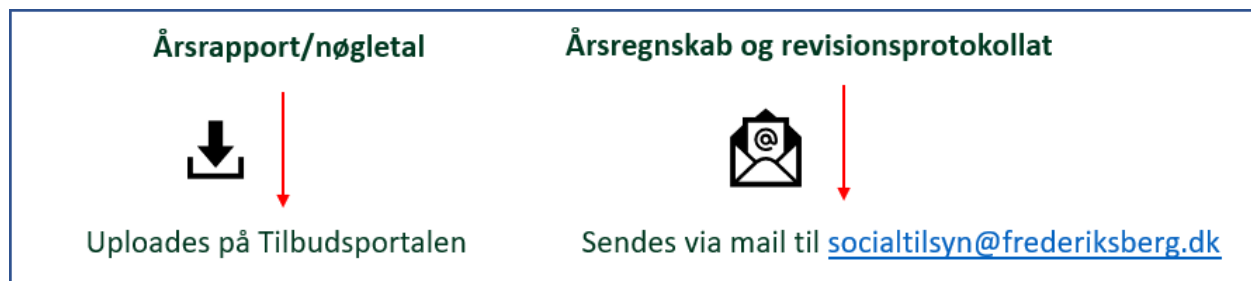 Årsrapport/nøgletal
Årsregnskab og revisionsprotokollat
@
Uploades på Tilbudsportalen
Sendes via mail til socialtilsyn@frederiksberg.dk